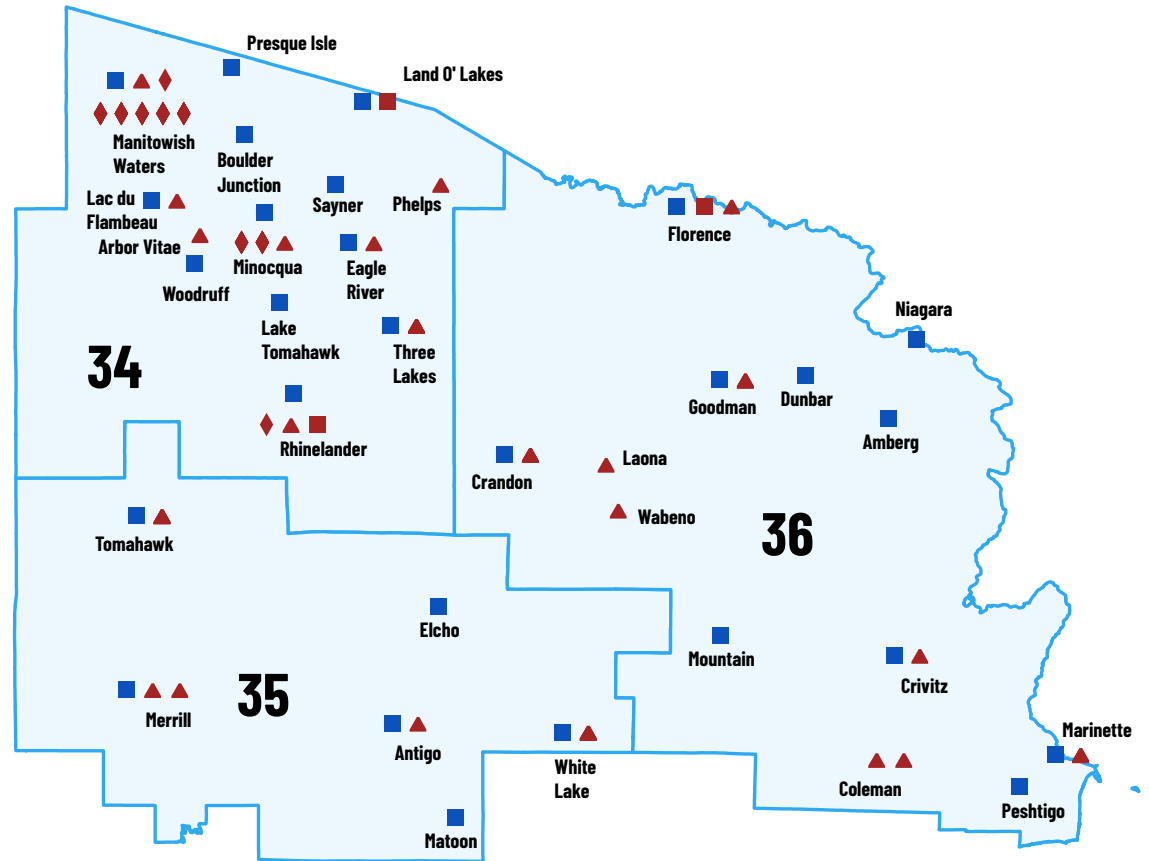 Presque Isle
Land O' Lakes
Manitowish
Waters
Boulder
Junction
Sayner
Phelps
Lac du
Flambeau
Arbor Vitae
Woodruff
Minocqua
Eagle
River
Lake
Tomahawk
Three
Lakes
34
Rhinelander
Florence
Niagara
Goodman
Dunbar
Amberg
Crandon
Laona
Wabeno
36
Tomahawk
Elcho
Mountain
Crivitz
Merrill
35
Antigo
White
Lake
Marinette
Coleman
Peshtigo
Matoon